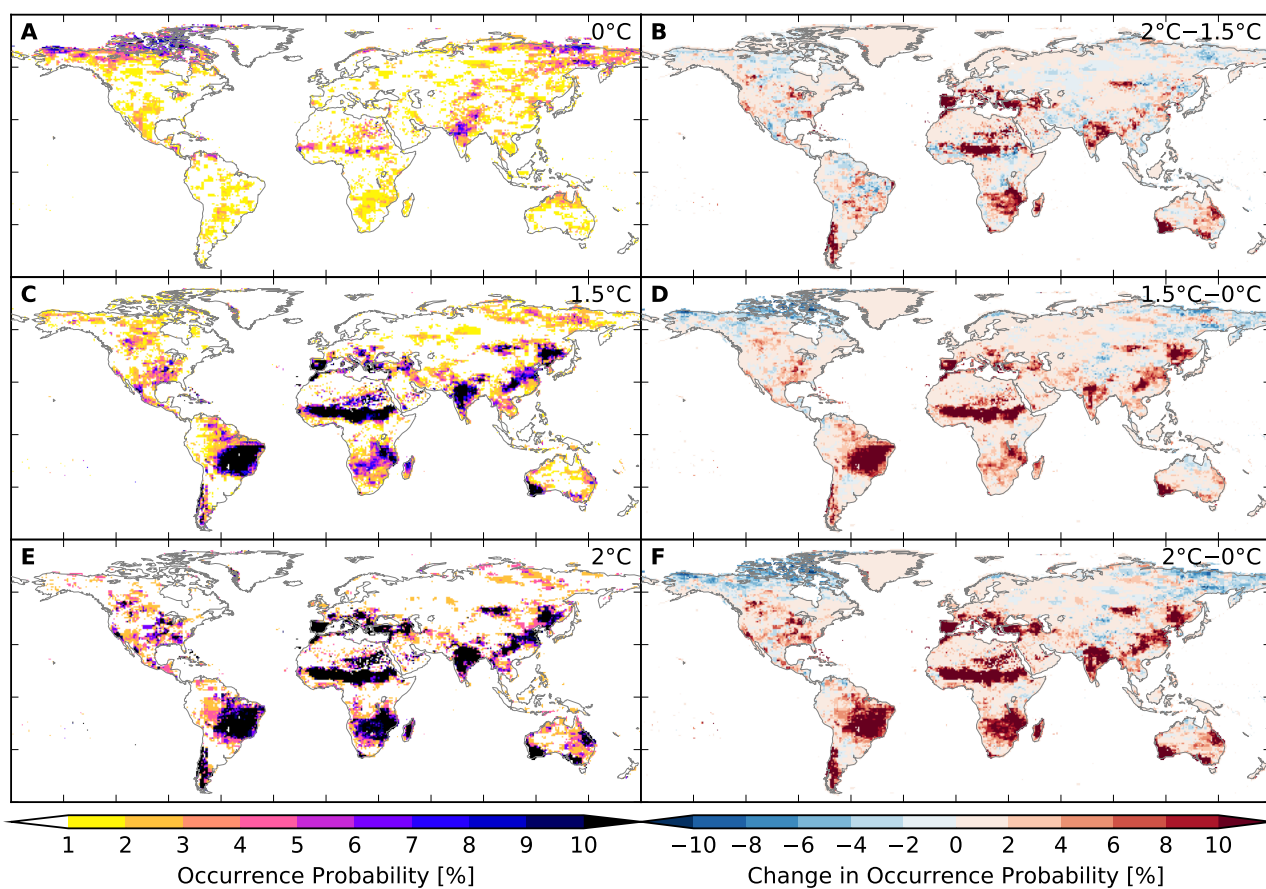 A 0°C
B 2°C−1.5°C
C 1.5°C
D 1.5°C−0°C
E 2°C
F 2°C−0°C
1 2 3 4 5 6 7 8 9 10
−10 −8 −6 −4 −2 0 2 4 6 8 10
Occurrence Probability [%]
Change in Occurrence Probability [%]